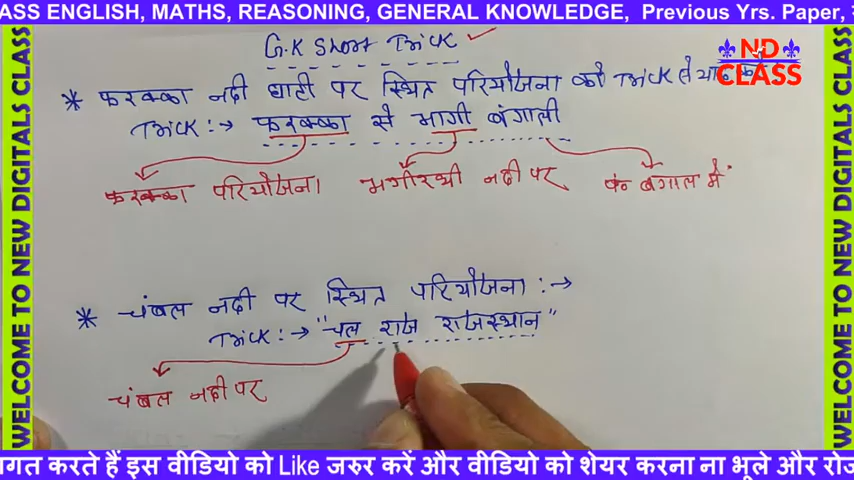 ASS ENGLISH, MATHS, REASONING, GENERAL KNOWLEDGE, Previous Yrs. Paper,
ND
CLASS
G.K Short Trick
* फरक्का नदी घाटी पर स्थित परियोजना को Trick से याद
Trick :→ फरक्का से भागी बंगाली
फरक्का परियोजना भागीरथी नदी पर बंगाल में
* चंबल नदी पर स्थित परियोजना :→
Trick :→ "चल राज राजस्थान"
चंबल नदी पर
WELCOME TO NEW DIGITALS CLASS
WELCOME TO NEW DIGITALS CLASS
गत करते हैं इस वीडियो को Like जरुर करें और वीडियो को शेयर करना ना भूले और रोज